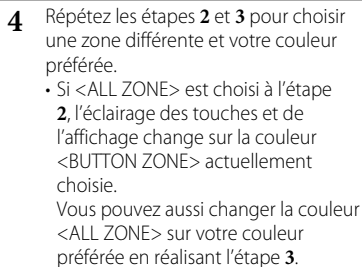 4 Répétez les étapes 2 et 3 pour choisir
une zone différente et votre couleur
préférée.
• Si <ALL ZONE> est choisi à l’étape
2, l’éclairage des touches et de
l’affichage change sur la couleur
<BUTTON ZONE> actuellement
choisie.
Vous pouvez aussi changer la couleur
<ALL ZONE> sur votre couleur
préférée en réalisant l’étape 3.